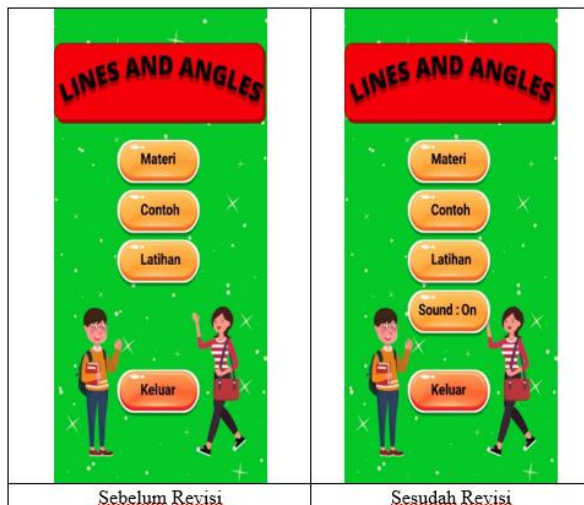 LINES AND ANGLES
Materi
Contoh
Latihan
Keluar
Sebelum Revisi
LINES AND ANGLES
Materi
Contoh
Latihan
Sound : On
Keluar
Sesudah Revisi